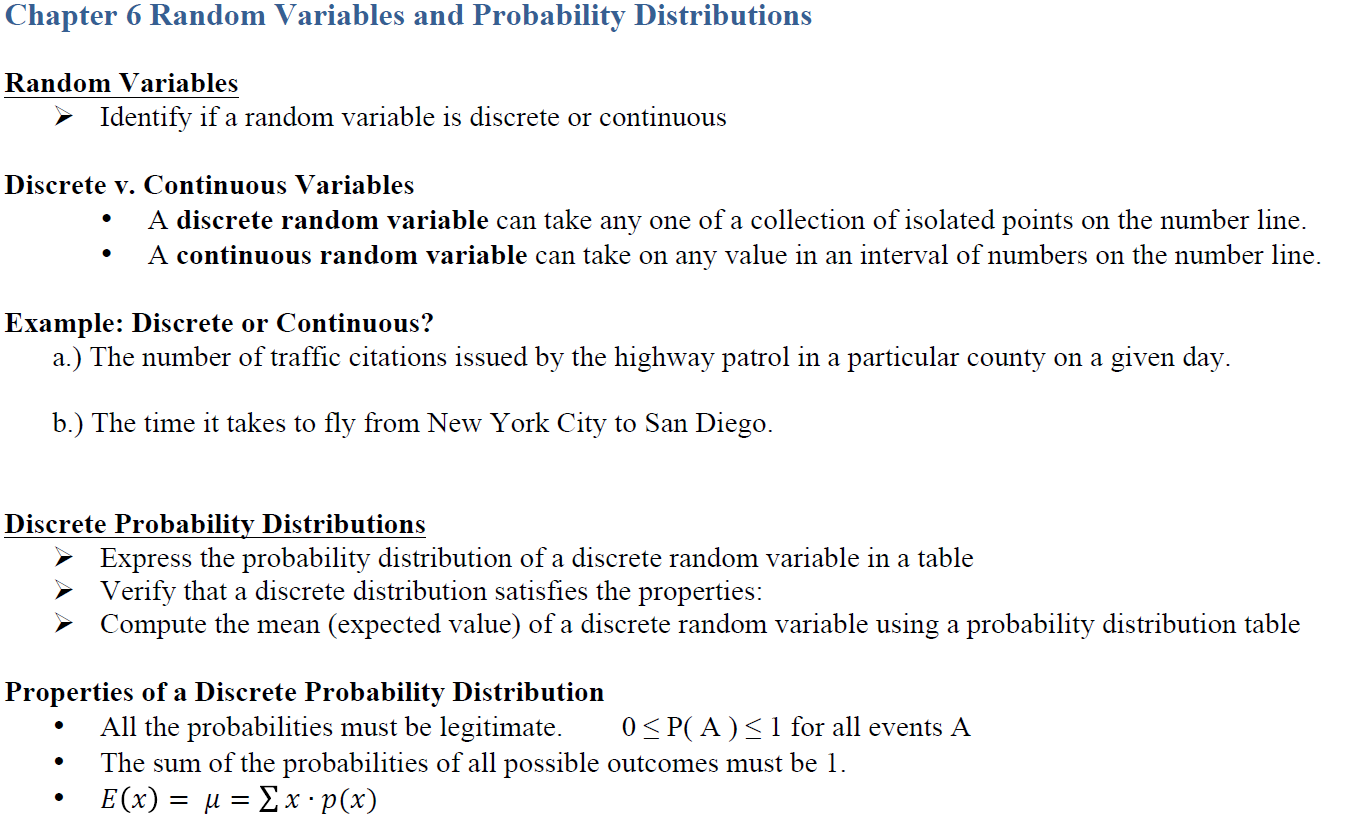 Chapter 6 Random Variables and Probability Distributions
Random Variables
➢ Identify if a random variable is discrete or continuous
Discrete v. Continuous Variables
• A discrete random variable can take any one of a collection of isolated points on the number line.
• A continuous random variable can take on any value in an interval of numbers on the number line.
Example: Discrete or Continuous?
a.) The number of traffic citations issued by the highway patrol in a particular county on a given day.
b.) The time it takes to fly from New York City to San Diego.
Discrete Probability Distributions
➢ Express the probability distribution of a discrete random variable in a table
➢ Verify that a discrete distribution satisfies the properties:
➢ Compute the mean (expected value) of a discrete random variable using a probability distribution table
Properties of a Discrete Probability Distribution
• All the probabilities must be legitimate. 0 ≤ P( A ) ≤ 1 for all events A
• The sum of the probabilities of all possible outcomes must be 1.
• E(x) = μ = ∑ x · p(x)